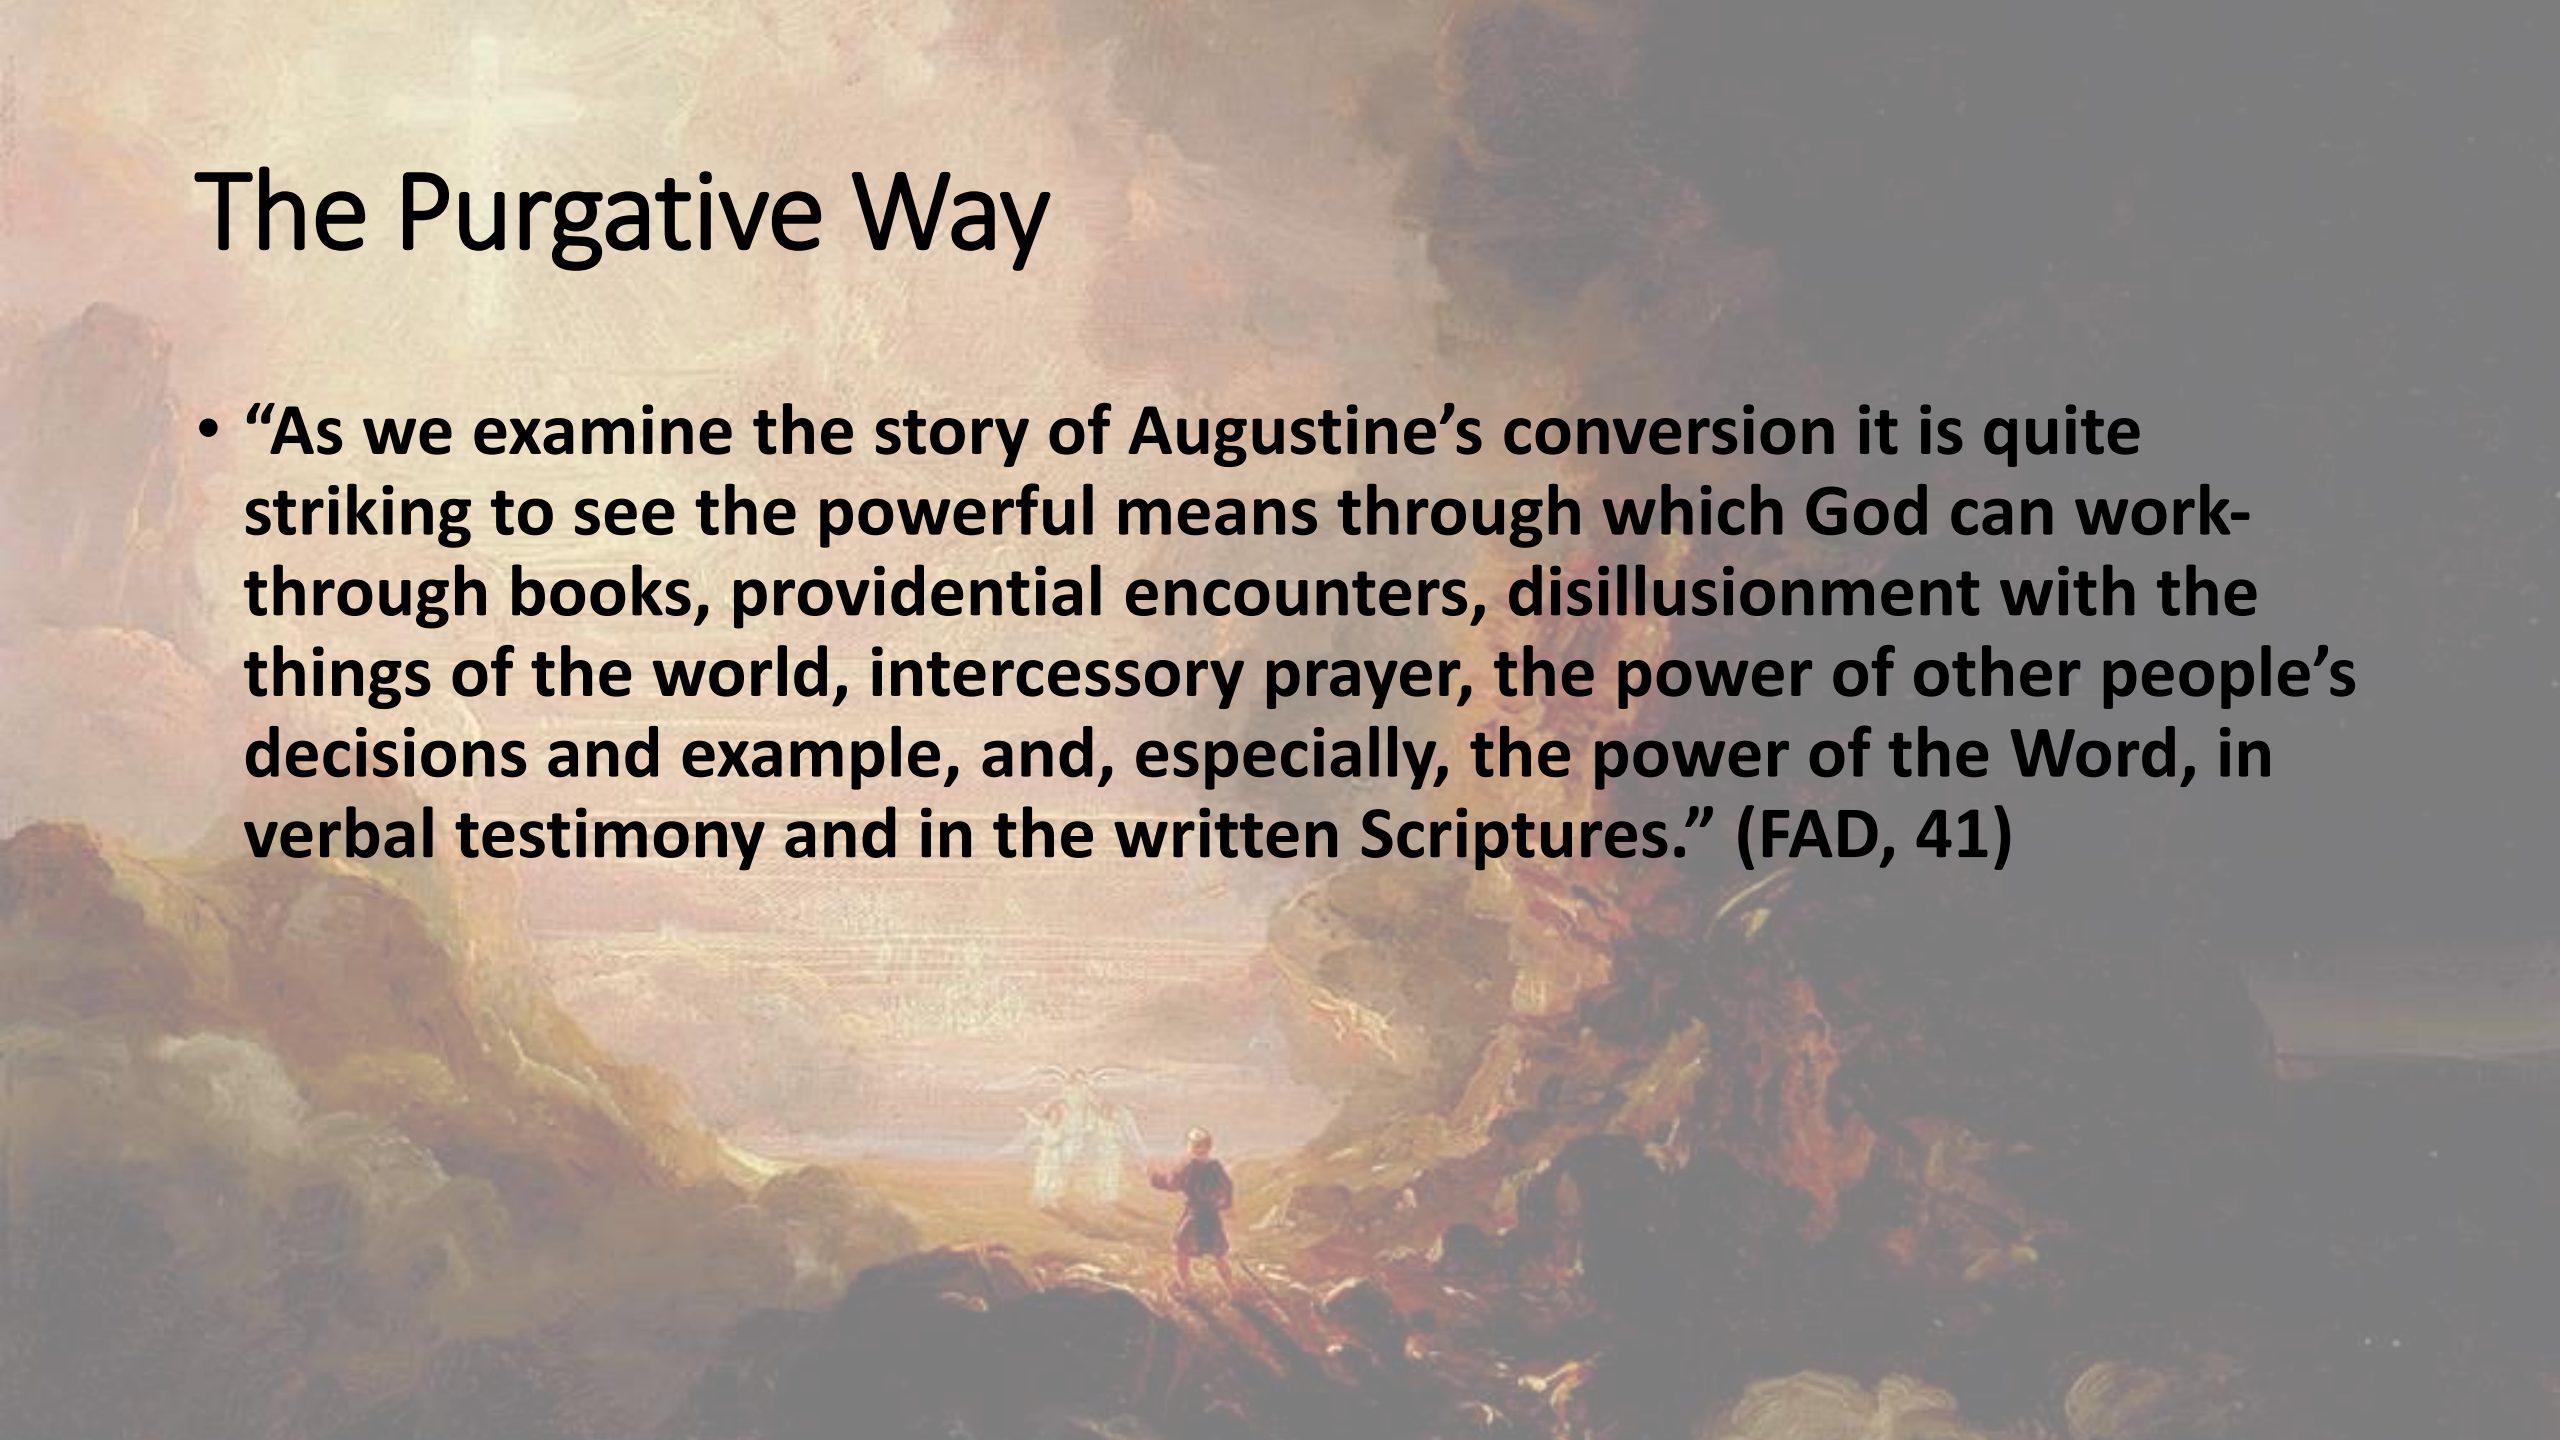 The Purgative Way
• “As we examine the story of Augustine’s conversion it is quite
striking to see the powerful means through which God can work-
through books, providential encounters, disillusionment with the
things of the world, intercessory prayer, the power of other people’s
decisions and example, and, especially, the power of the Word, in
verbal testimony and in the written Scriptures.” (FAD, 41)